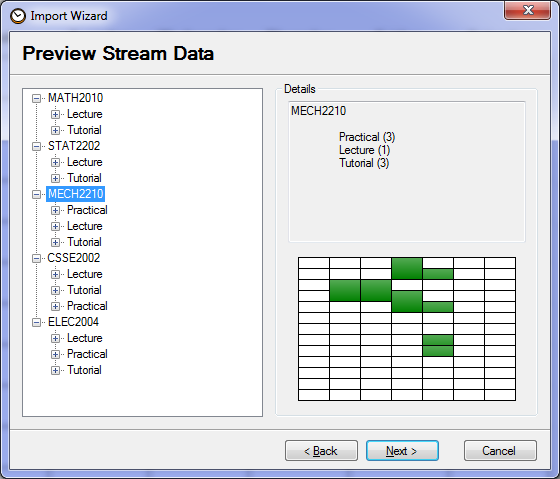 Import Wizard
Preview Stream Data
MATH2010
Lecture
Tutorial
STAT2202
Lecture
Tutorial
MECH2210
Practical
Lecture
Tutorial
CSSE2002
Lecture
Tutorial
Practical
ELEC2004
Lecture
Practical
Tutorial
Details
MECH2210
Practical (3)
Lecture (1)
Tutorial (3)
< Back
Next >
Cancel